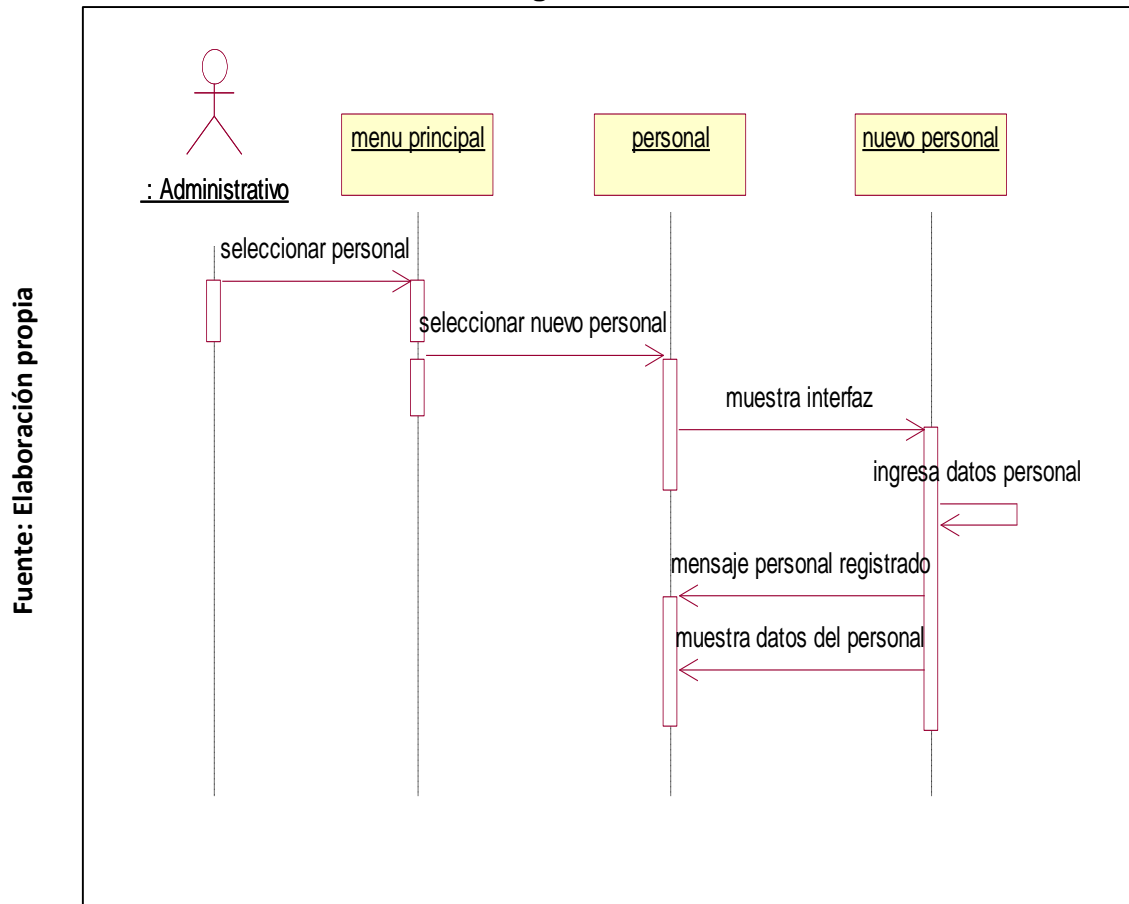 menu principal
personal
nuevo personal
: Administrativo
seleccionar personal
seleccionar nuevo personal
muestra interfaz
ingresa datos personal
mensaje personal registrado
muestra datos del personal
Fuente: Elaboración propia